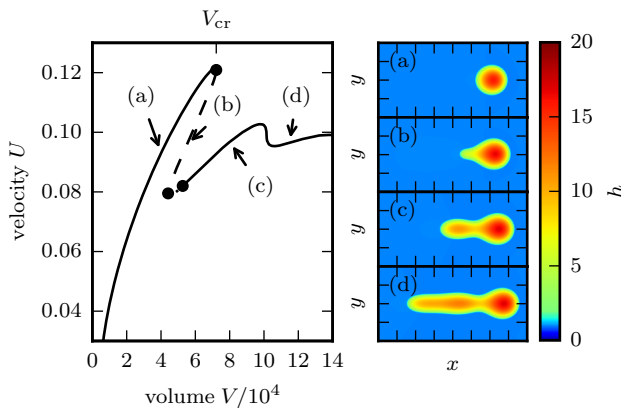 V_cr
0.12
0.10
0.08
0.06
0.04
velocity U
(a)
(b)
(c)
(d)
0 2 4 6 8 10 12 14
volume V/10^4
(a)
(b)
(c)
(d)
y
y
y
y
x
20
15
10
5
0
h